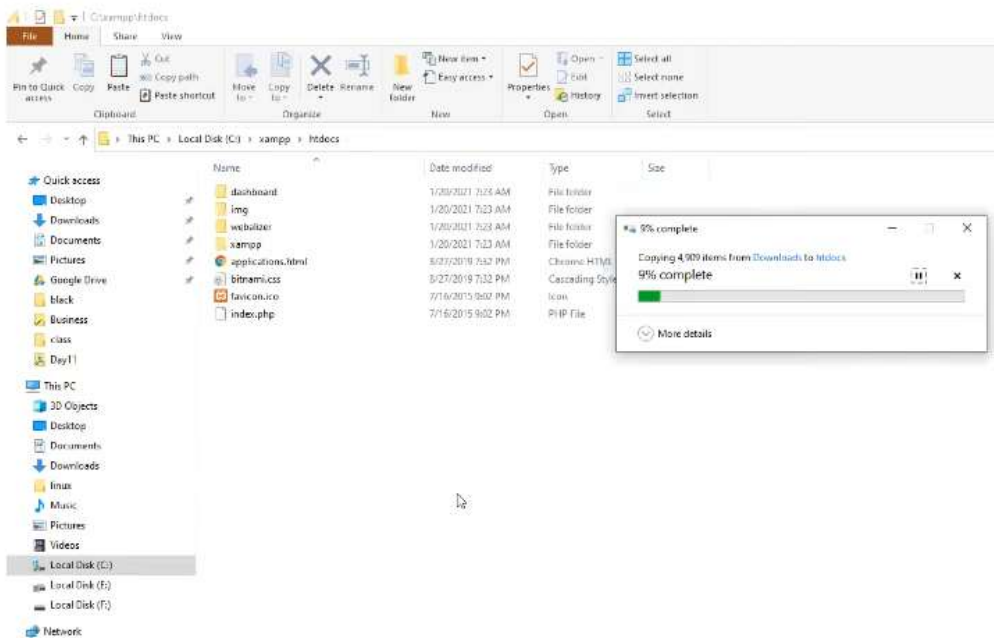 C:\xampp\htdocs
File Home Share View
Pin to Quick access
Copy
Paste
Cut
Copy path
Paste shortcut
Clipboard
Move to
Copy to
Delete
Rename
Organize
New folder
New item
Easy access
New
Properties
Open
Edit
History
Open
Select all
Select none
Invert selection
Select
This PC Local Disk (C:) xampp htdocs
Name Date modified Type Size
dashboard 1/20/2021 7:23 AM File folder
img 1/20/2021 7:23 AM File folder
webalizer 1/20/2021 7:23 AM File folder
xampp 1/20/2021 7:23 AM File folder
applications.html 8/27/2019 7:32 PM Chrome HTML
bitnami.css 8/27/2019 7:32 PM Cascading Style
favicon.ico 7/16/2015 9:02 PM Icon
index.php 7/16/2015 9:02 PM PHP File
Quick access
Desktop
Downloads
Documents
Pictures
Google Drive
black
Business
class
Day11
This PC
3D Objects
Desktop
Documents
Downloads
linux
Music
Pictures
Videos
Local Disk (C:)
Local Disk (E:)
Local Disk (F:)
Network
9% complete
Copying 4,909 items from Downloads to htdocs
9% complete
More details